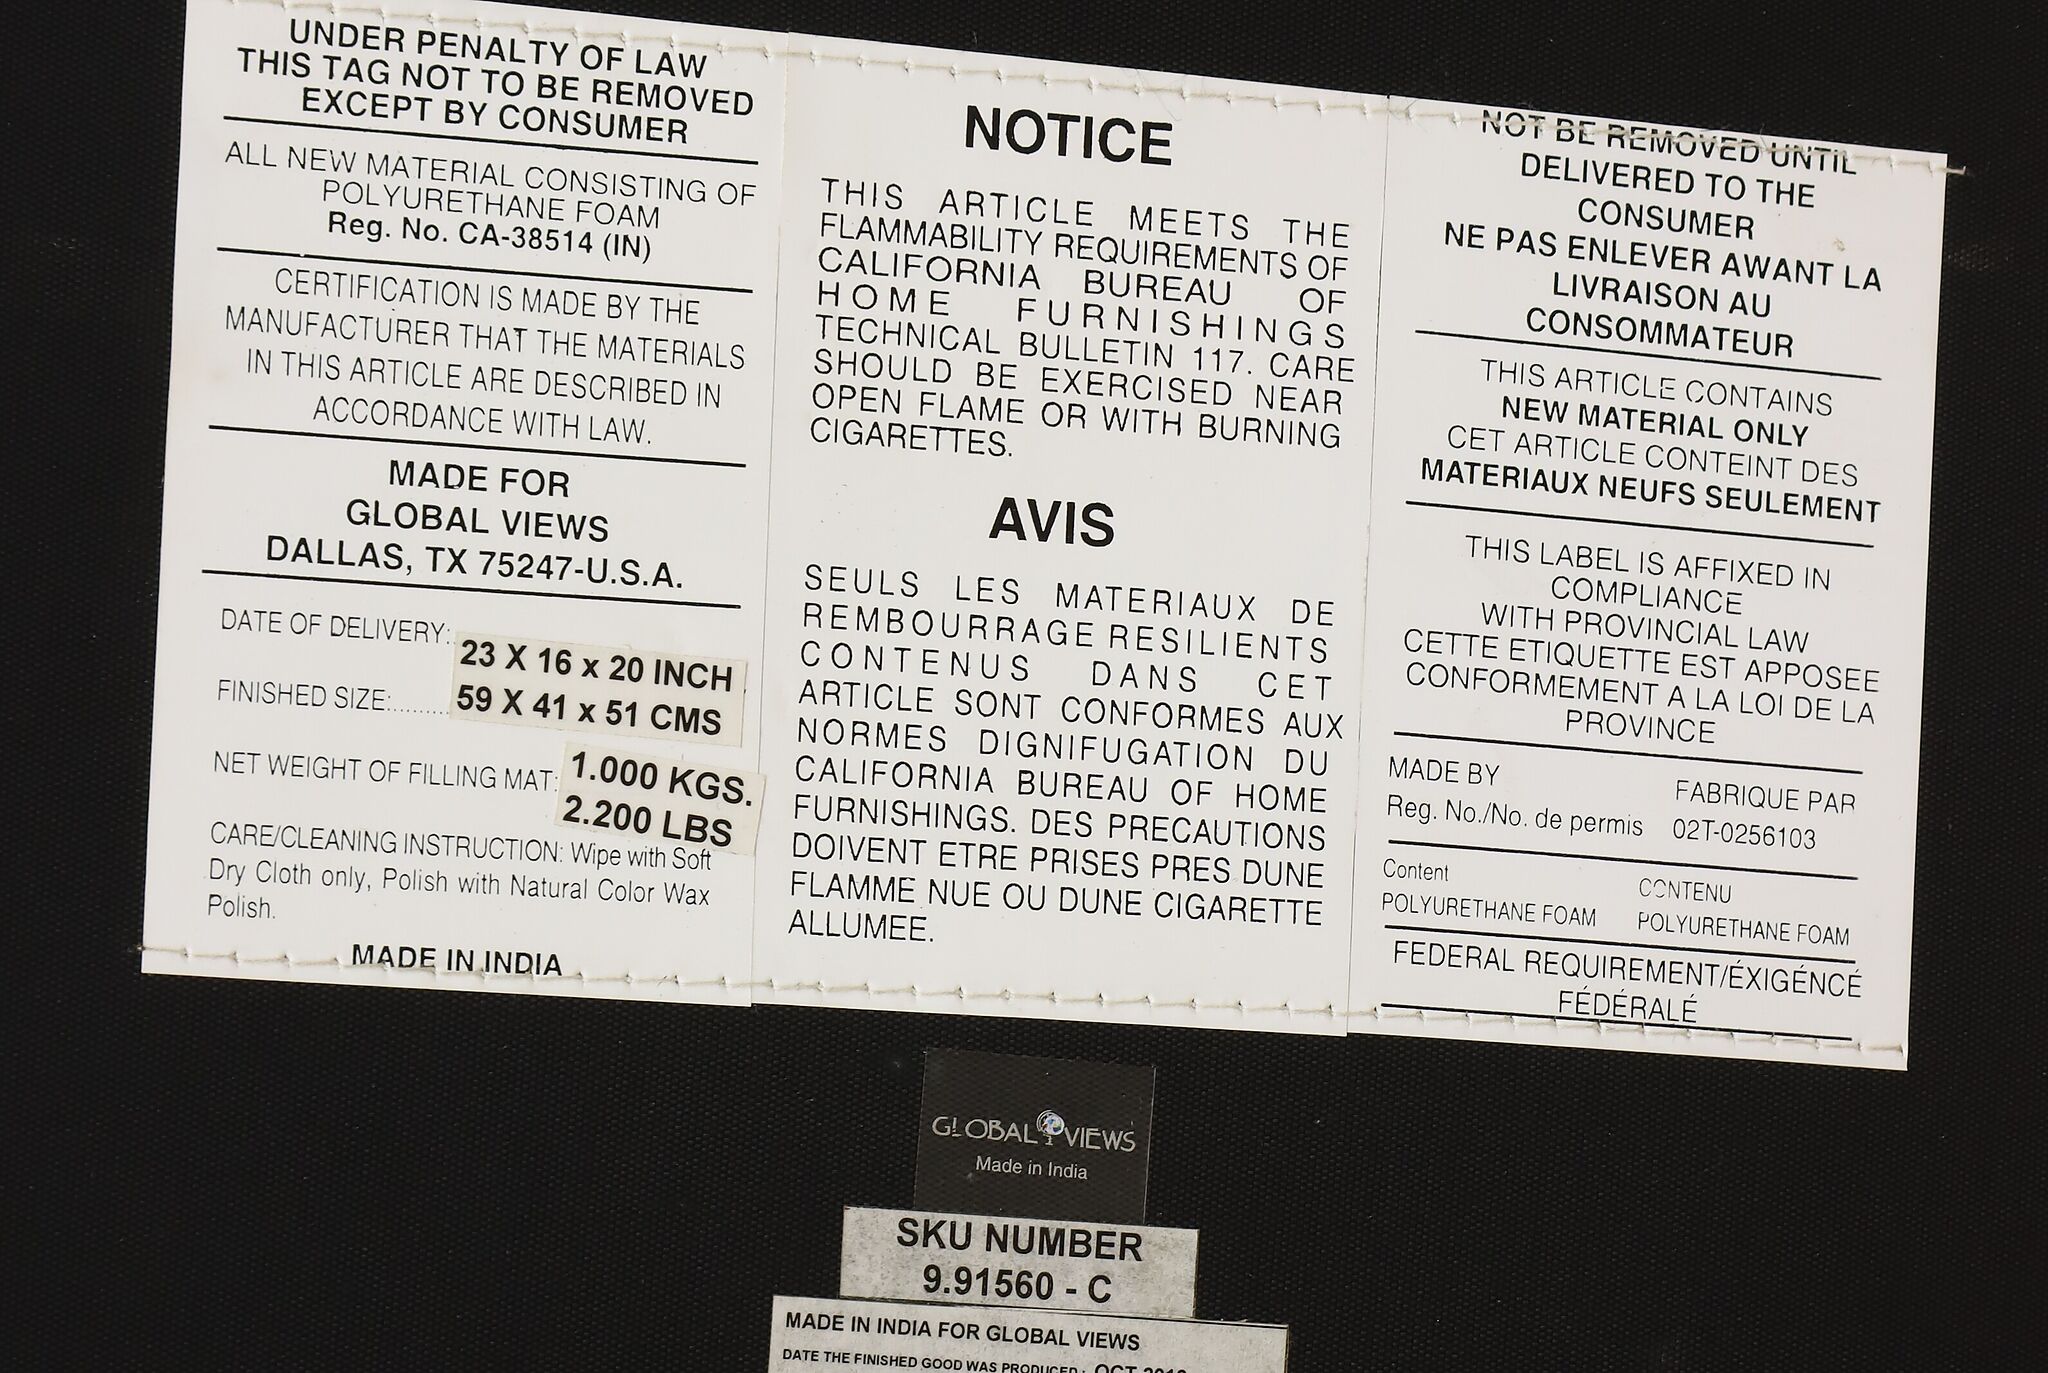 UNDER PENALTY OF LAW
THIS TAG NOT TO BE REMOVED
EXCEPT BY CONSUMER
ALL NEW MATERIAL CONSISTING OF
POLYURETHANE FOAM
Reg. No. CA-38514 (IN)
CERTIFICATION IS MADE BY THE
MANUFACTURER THAT THE MATERIALS
IN THIS ARTICLE ARE DESCRIBED IN
ACCORDANCE WITH LAW.
MADE FOR
GLOBAL VIEWS
DALLAS, TX 75247-U.S.A.
DATE OF DELIVERY:
23 X 16 x 20 INCH
FINISHED SIZE:.........
59 X 41 x 51 CMS
NET WEIGHT OF FILLING MAT:
1.000 KGS.
2.200 LBS
CARE/CLEANING INSTRUCTION: Wipe with Soft
Dry Cloth only, Polish with Natural Color Wax
Polish.
MADE IN INDIA
NOTICE
THIS ARTICLE MEETS THE
FLAMMABILITY REQUIREMENTS OF
CALIFORNIA BUREAU OF
HOME FURNISHINGS
TECHNICAL BULLETIN 117. CARE
SHOULD BE EXERCISED NEAR
OPEN FLAME OR WITH BURNING
CIGARETTES.
AVIS
SEULS LES MATERIAUX DE
REMBOURRAGE RESILIENTS
CONTENUS DANS CET
ARTICLE SONT CONFORMES AUX
NORMES DIGNIFUGATION DU
CALIFORNIA BUREAU OF HOME
FURNISHINGS. DES PRECAUTIONS
DOIVENT ETRE PRISES PRES DUNE
FLAMME NUE OU DUNE CIGARETTE
ALLUMEE.
NOT BE REMOVED UNTIL
DELIVERED TO THE
CONSUMER
NE PAS ENLEVER AWANT LA
LIVRAISON AU
CONSOMMATEUR
THIS ARTICLE CONTAINS
NEW MATERIAL ONLY
CET ARTICLE CONTEINT DES
MATERIAUX NEUFS SEULEMENT
THIS LABEL IS AFFIXED IN
COMPLIANCE
WITH PROVINCIAL LAW
CETTE ETIQUETTE EST APPOSEE
CONFORMEMENT A LA LOI DE LA
PROVINCE
MADE BY FABRIQUE PAR
Reg. No./No. de permis 02T-0256103
Content CONTENU
POLYURETHANE FOAM POLYURETHANE FOAM
FEDERAL REQUIREMENT/ÉXIGÉNCÉ
FÉDÉRALÉ
GLOBAL VIEWS
Made in India
SKU NUMBER
9.91560 - C
MADE IN INDIA FOR GLOBAL VIEWS
DATE THE FINISHED GOOD WAS PRODUCED: OCT